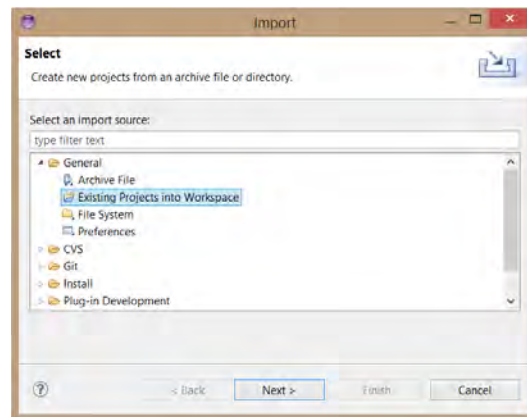 Import
Select
Create new projects from an archive file or directory.
Select an import source:
type filter text
General
Archive File
Existing Projects into Workspace
File System
Preferences
CVS
Git
Install
Plug-in Development
< Back Next > Finish Cancel